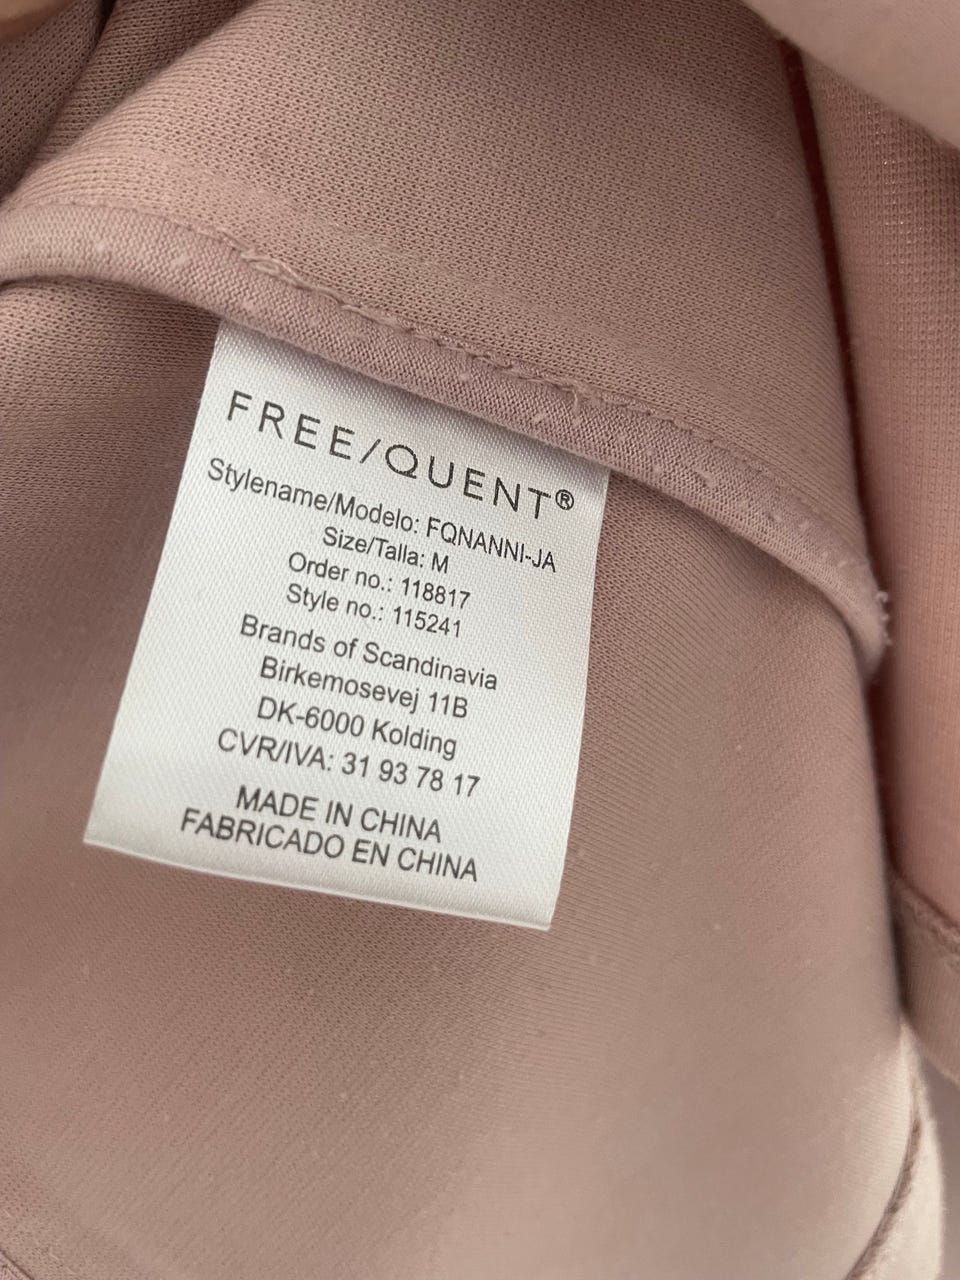 FREE/QUENT®
Stylename/Modelo: FQNANNI-JA
Size/Talla: M
Order no.: 118817
Style no.: 115241
Brands of Scandinavia
Birkemosevej 11B
DK-6000 Kolding
CVR/IVA: 31 93 78 17
MADE IN CHINA
FABRICADO EN CHINA